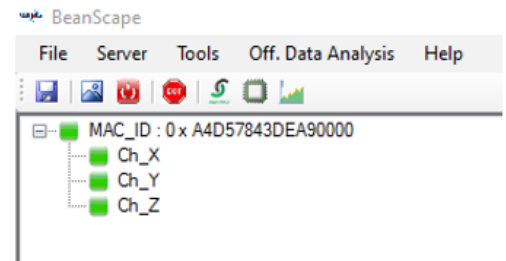 BeanScape
File Server Tools Off. Data Analysis Help
MAC_ID : 0 x A4D57843DEA90000
Ch_X
Ch_Y
Ch_Z